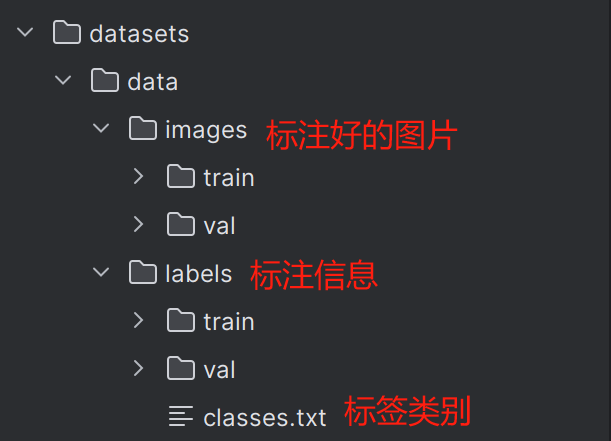 datasets
data
images 标注好的图片
train
val
labels 标注信息
train
val
classes.txt 标签类别